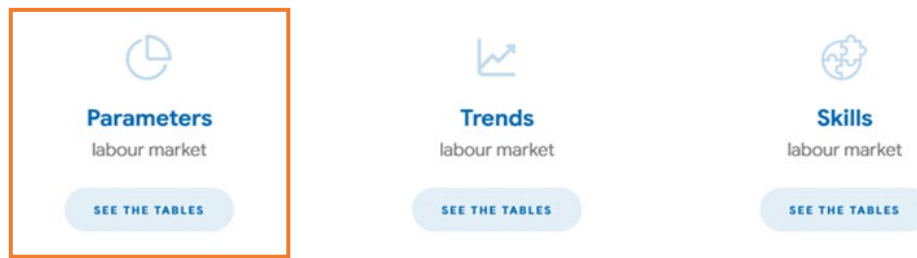 Parameters
labour market
SEE THE TABLES
Trends
labour market
SEE THE TABLES
Skills
labour market
SEE THE TABLES